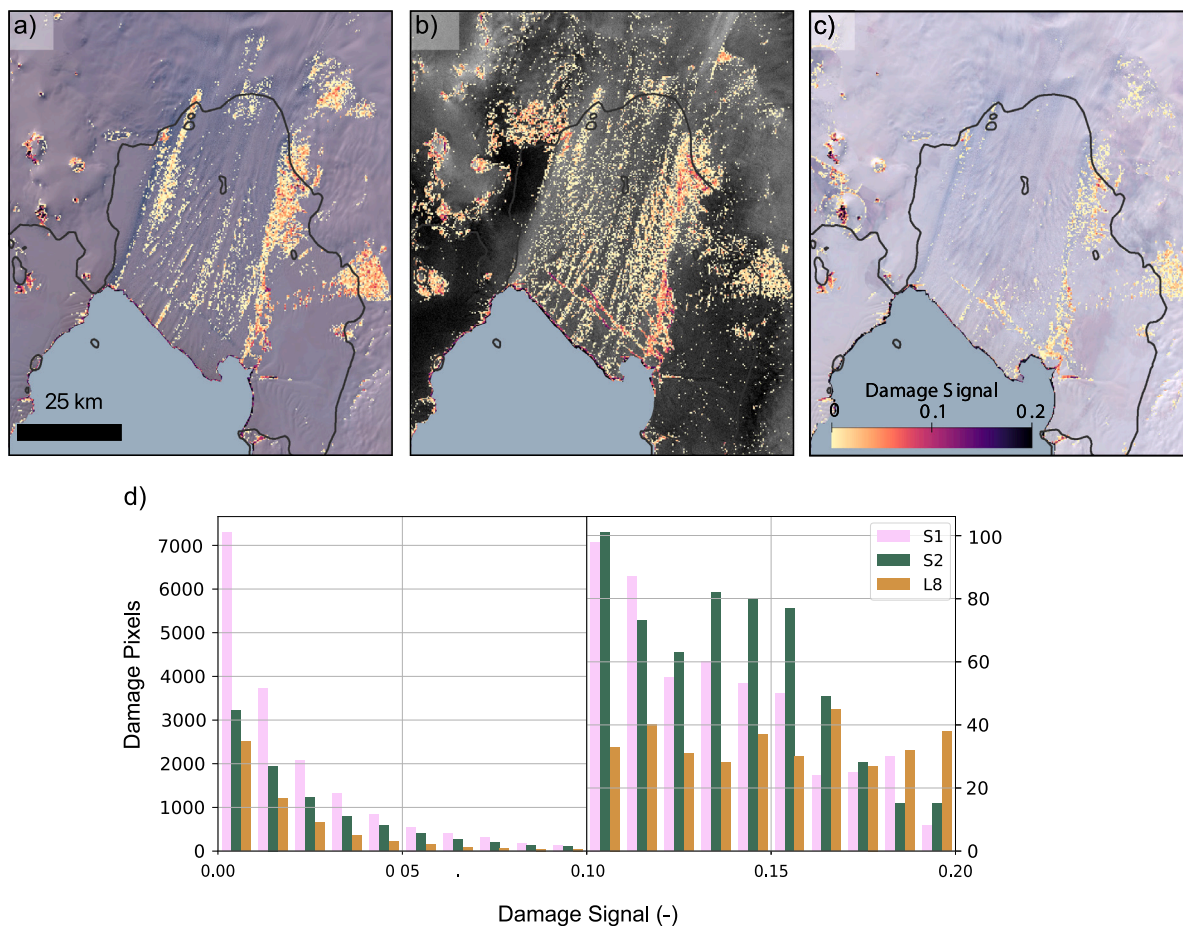 a)
b)
c)
25 km
Damage Signal
0 0.1 0.2
d)
Damage Pixels
7000
6000
5000
4000
3000
2000
1000
0
100
80
60
40
20
0
S1
S2
L8
0.00 0 05 . 0.10 0.15 0.20
Damage Signal (-)